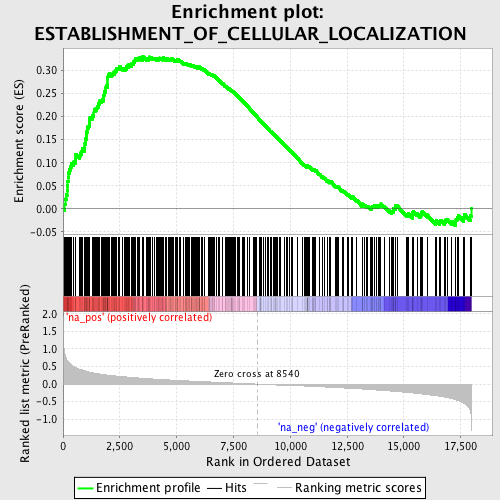 Enrichment plot:
ESTABLISHMENT_OF_CELLULAR_LOCALIZATION
Enrichment score (ES)
0.30
0.25
0.20
0.15
0.10
0.05
0.00
-0.05
'na_pos' (positively correlated)
Ranked list metric (PreRanked)
2.0
1.5
1.0
0.5
0.0
-0.5
-1.0
Zero cross at 8540
'na_neg' (negatively correlated)
0
2,500
5,000
7,500
10,000
12,500
15,000
17,500
Rank in Ordered Dataset
Enrichment profile
Hits
Ranking metric scores